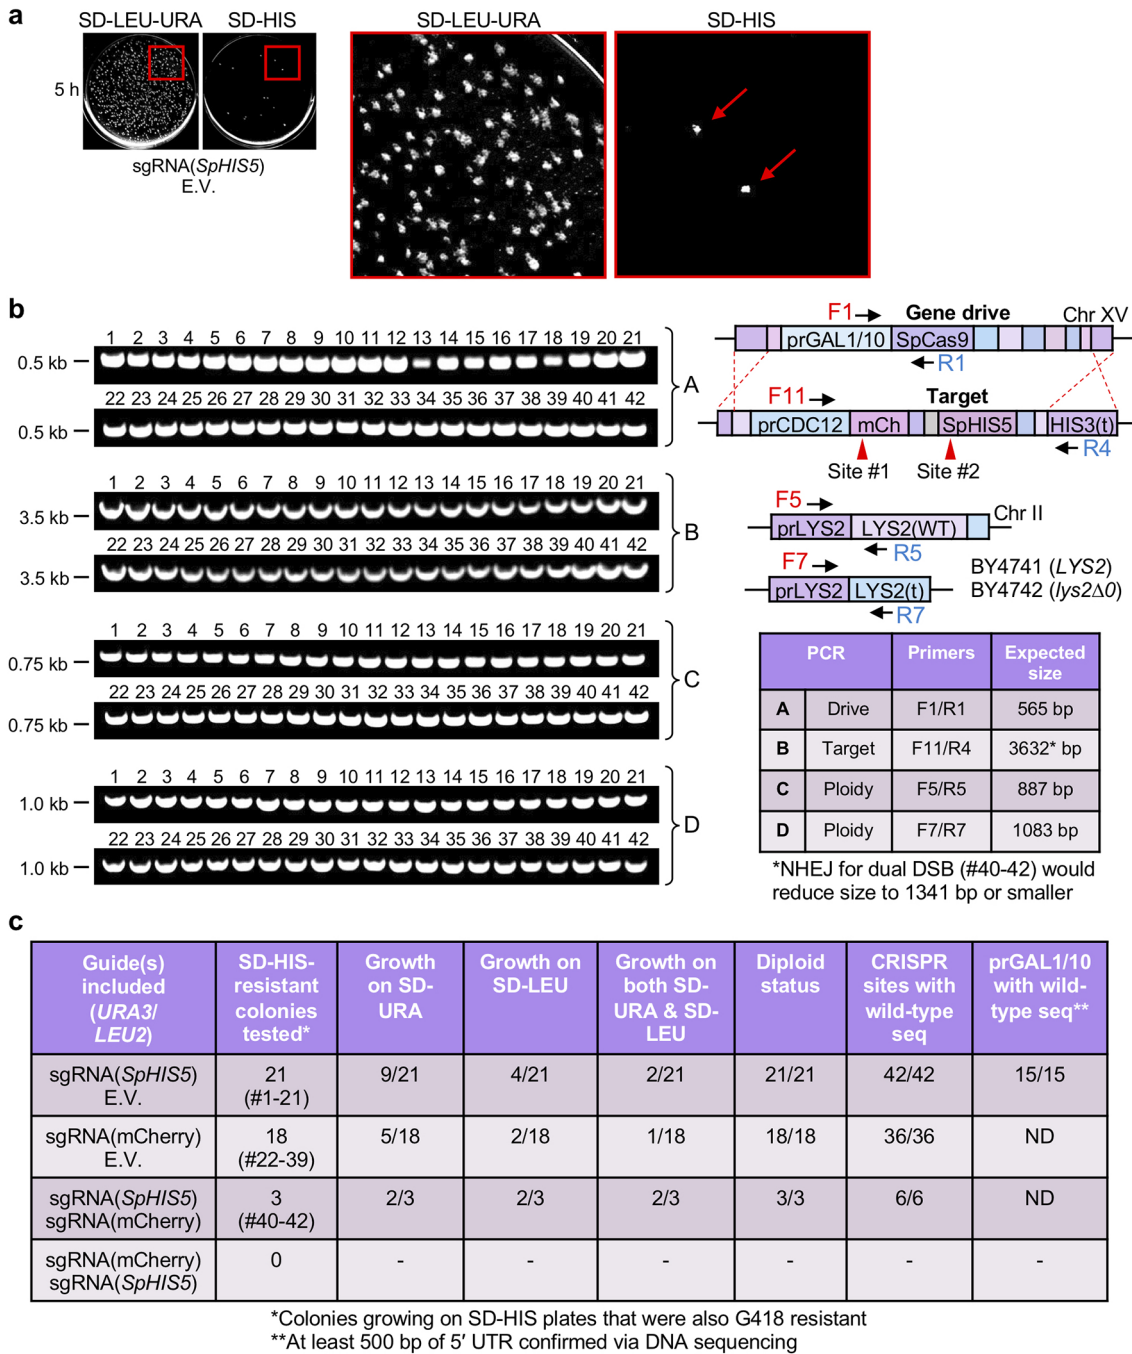 a
SD-LEU-URA SD-HIS
SD-LEU-URA
SD-HIS
5 h
sgRNA(SpHIS5)
E.V.
b
1 2 3 4 5 6 7 8 9 10 11 12 13 14 15 16 17 18 19 20 21
0.5 kb
22 23 24 25 26 27 28 29 30 31 32 33 34 35 36 37 38 39 40 41 42
0.5 kb
A
1 2 3 4 5 6 7 8 9 10 11 12 13 14 15 16 17 18 19 20 21
3.5 kb
22 23 24 25 26 27 28 29 30 31 32 33 34 35 36 37 38 39 40 41 42
3.5 kb
B
1 2 3 4 5 6 7 8 9 10 11 12 13 14 15 16 17 18 19 20 21
0.75 kb
22 23 24 25 26 27 28 29 30 31 32 33 34 35 36 37 38 39 40 41 42
0.75 kb
C
1 2 3 4 5 6 7 8 9 10 11 12 13 14 15 16 17 18 19 20 21
1.0 kb
22 23 24 25 26 27 28 29 30 31 32 33 34 35 36 37 38 39 40 41 42
1.0 kb
D
F1 Gene drive Chr XV
prGAL1/10 SpCas9
R1
F11 Target
prCDC12 mCh SpHIS5 HIS3(t)
R4
Site #1 Site #2
F5
Chr II
prLYS2 LYS2(WT)
R5
F7
BY4741 (LYS2)
BY4742 (lys2Δ0)
prLYS2 LYS2(t)
R7
PCR Primers Expected size
A Drive F1/R1 565 bp
B Target F11/R4 3632* bp
C Ploidy F5/R5 887 bp
D Ploidy F7/R7 1083 bp
*NHEJ for dual DSB (#40-42) would
reduce size to 1341 bp or smaller
c
Guide(s) included (URA3/ LEU2) SD-HIS-resistant colonies tested* Growth on SD-URA Growth on SD-LEU Growth on both SD-URA & SD-LEU Diploid status CRISPR sites with wild-type seq prGAL1/10 with wild-type seq**
sgRNA(SpHIS5) E.V. 21 (#1-21) 9/21 4/21 2/21 21/21 42/42 15/15
sgRNA(mCherry) E.V. 18 (#22-39) 5/18 2/18 1/18 18/18 36/36 ND
sgRNA(SpHIS5) sgRNA(mCherry) 3 (#40-42) 2/3 2/3 2/3 3/3 6/6 ND
sgRNA(mCherry) sgRNA(SpHIS5) 0 - - - - - -
*Colonies growing on SD-HIS plates that were also G418 resistant
**At least 500 bp of 5′ UTR confirmed via DNA sequencing